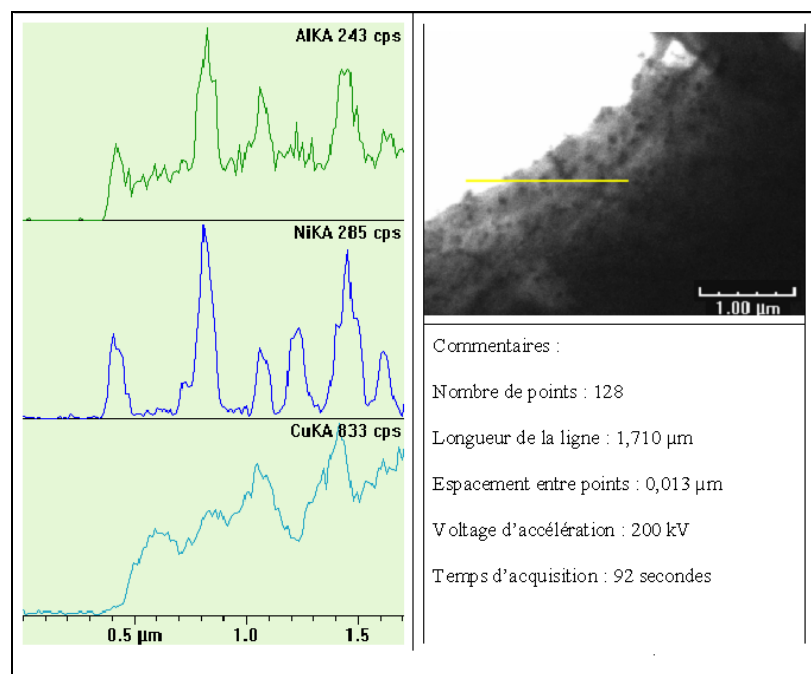 AlKA 243 cps
NiKA 285 cps
CuKA 833 cps
0.5 µm 1.0 1.5
1.00 µm
Commentaires :
Nombre de points : 128
Longueur de la ligne : 1,710 µm
Espacement entre points : 0,013 µm
Voltage d’accélération : 200 kV
Temps d’acquisition : 92 secondes